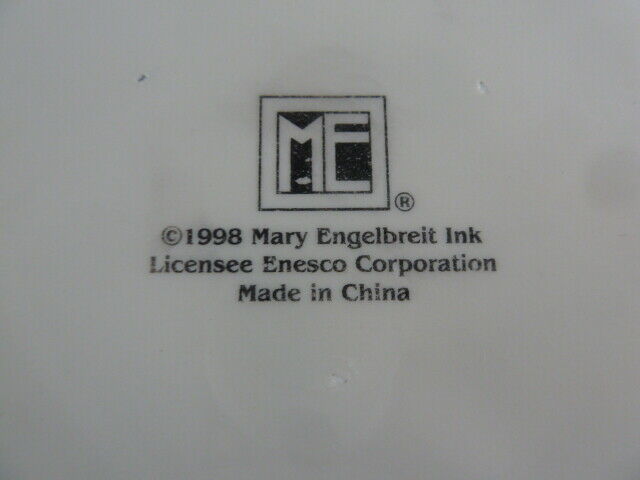 ME®
©1998 Mary Engelbreit Ink
Licensee Enesco Corporation
Made in China